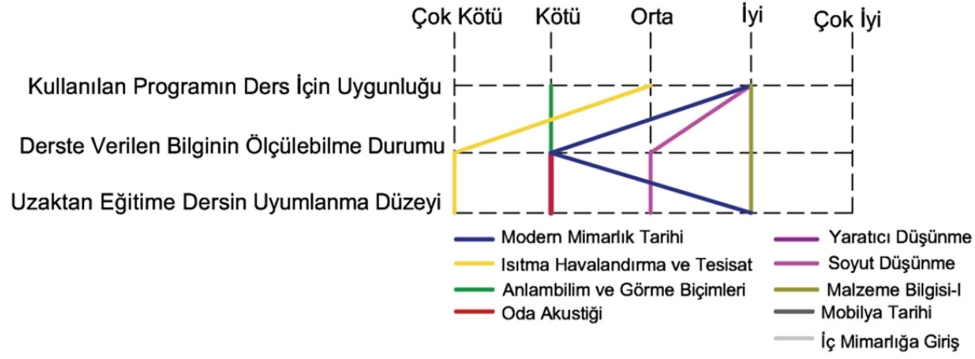 Çok Kötü Kötü Orta İyi Çok İyi
Kullanılan Programın Ders İçin Uygunluğu
Derste Verilen Bilginin Ölçülebilme Durumu
Uzaktan Eğitime Dersin Uyumlanma Düzeyi
Modern Mimarlık Tarihi
Isıtma Havalandırma ve Tesisat
Anlambilim ve Görme Biçimleri
Oda Akustiği
Yaratıcı Düşünme
Soyut Düşünme
Malzeme Bilgisi-I
Mobilya Tarihi
İç Mimarlığa Giriş